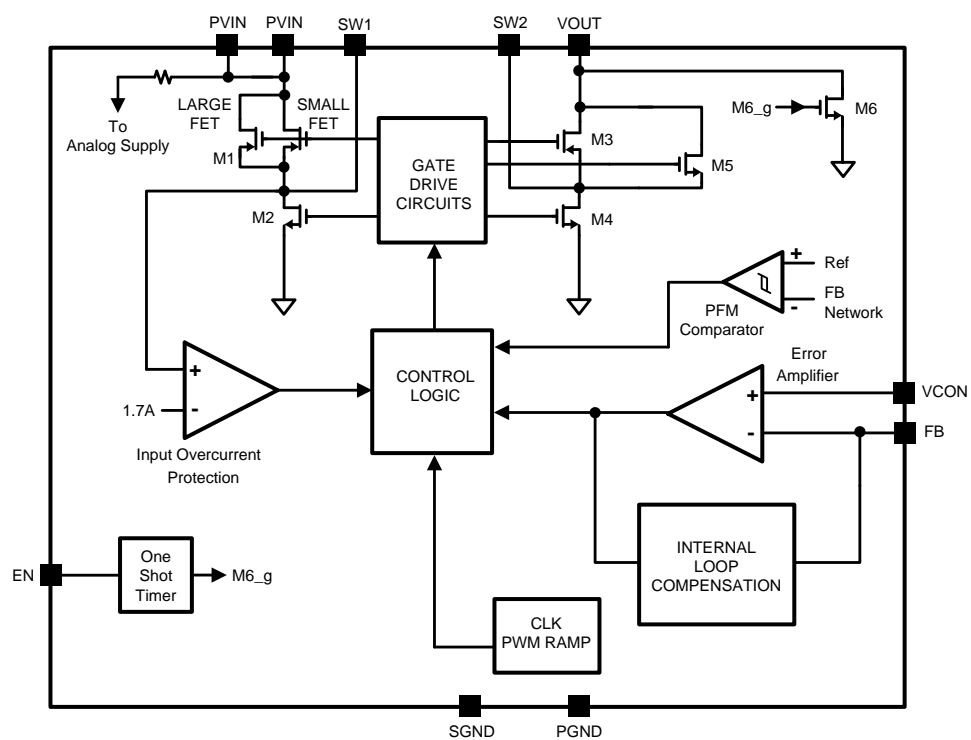 PVIN
PVIN
SW1
SW2
VOUT
LARGE
FET
SMALL
FET
To
Analog Supply
M1
M2
GATE
DRIVE
CIRCUITS
M3
M5
M4
M6_g
M6
+
Ref
FB
-
Network
PFM
Comparator
Error
Amplifier
+
-
VCON
FB
CONTROL
LOGIC
+
1.7A
-
Input Overcurrent
Protection
INTERNAL
LOOP
COMPENSATION
EN
One
Shot
Timer
M6_g
CLK
PWM RAMP
SGND
PGND